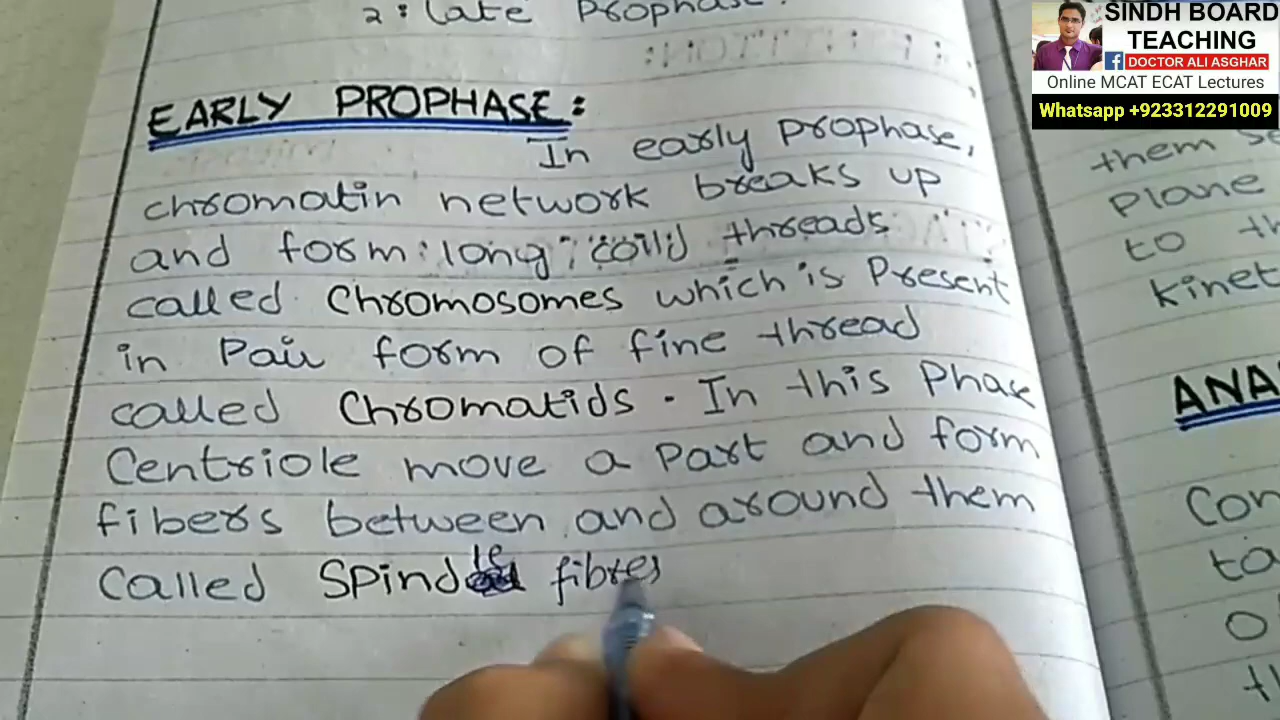 2: Late Prophase.
EARLY PROPHASE:
In early prophase,
chromatin network breaks up
and form long coild threads
called Chromosomes which is Present
in Pair form of fine thread
called Chromatids. In this Phase
Centriole move a Part and form
fibers between and around them
Called Spindle fibres
SINDH BOARD
TEACHING
DOCTOR ALI ASGHAR
Online MCAT ECAT Lectures
Whatsapp +923312291009
them
Plane
to
kinet
ANA
Con
ta